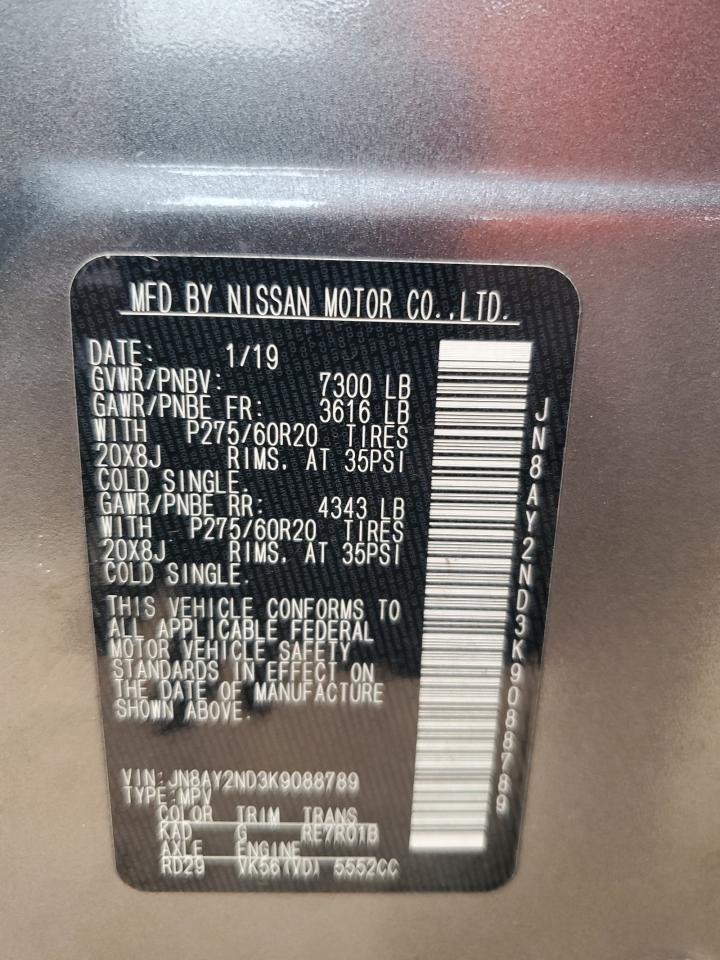 MFD BY NISSAN MOTOR CO.,LTD.
DATE: 1/19
GVWR/PNBV: 7300 LB
GAWR/PNBE FR: 3616 LB
WITH P275/60R20 TIRES
20X8J RIMS. AT 35PSI
COLD SINGLE.
GAWR/PNBE RR: 4343 LB
WITH P275/60R20 TIRES
20X8J RIMS. AT 35PSI
COLD SINGLE.
THIS VEHICLE CONFORMS TO
ALL APPLICABLE FEDERAL
MOTOR VEHICLE SAFETY
STANDARDS IN EFFECT ON
THE DATE OF MANUFACTURE
SHOWN ABOVE.
VIN:JN8AY2ND3K9088789
TYPE:MPV
COLOR TRIM TRANS
KAD G RE7R01B
AXLE ENGINE
RD29 VK56(VD) 5552CC
JN8AY2ND3K9088789